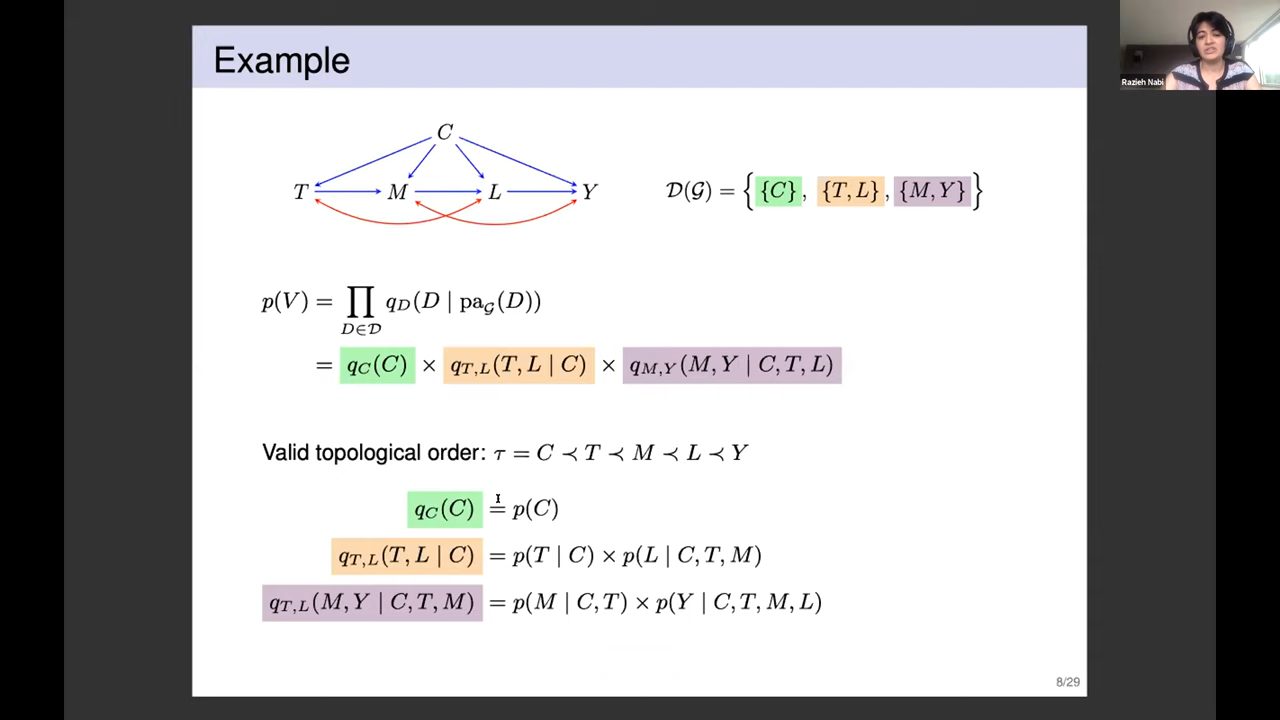 Example
Razieh Nabi
C
T M L Y
𝒟(𝒢) = { {C}, {T, L}, {M, Y} }
p(V) = ∏_{D∈𝒟} q_D(D | pa_𝒢(D))
= q_C(C) × q_{T,L}(T, L | C) × q_{M,Y}(M, Y | C, T, L)
Valid topological order: τ = C ≺ T ≺ M ≺ L ≺ Y
q_C(C) = p(C)
q_{T,L}(T, L | C) = p(T | C) × p(L | C, T, M)
q_{T,L}(M, Y | C, T, M) = p(M | C, T) × p(Y | C, T, M, L)
8/29